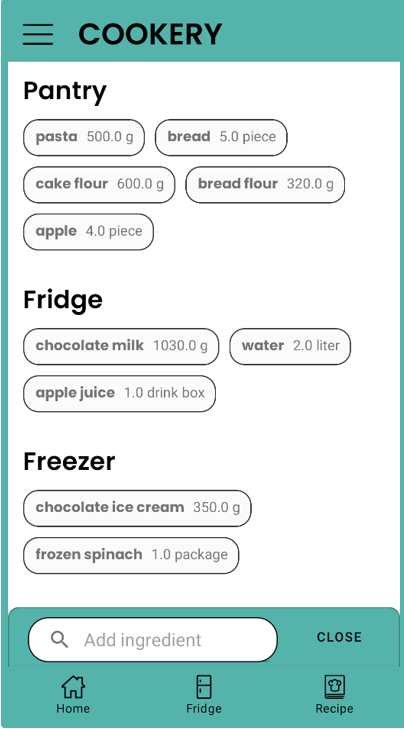 COOKERY
Pantry
pasta 500.0 g bread 5.0 piece
cake flour 600.0 g bread flour 320.0 g
apple 4.0 piece
Fridge
chocolate milk 1030.0 g water 2.0 liter
apple juice 1.0 drink box
Freezer
chocolate ice cream 350.0 g
frozen spinach 1.0 package
Add ingredient CLOSE
Home Fridge Recipe